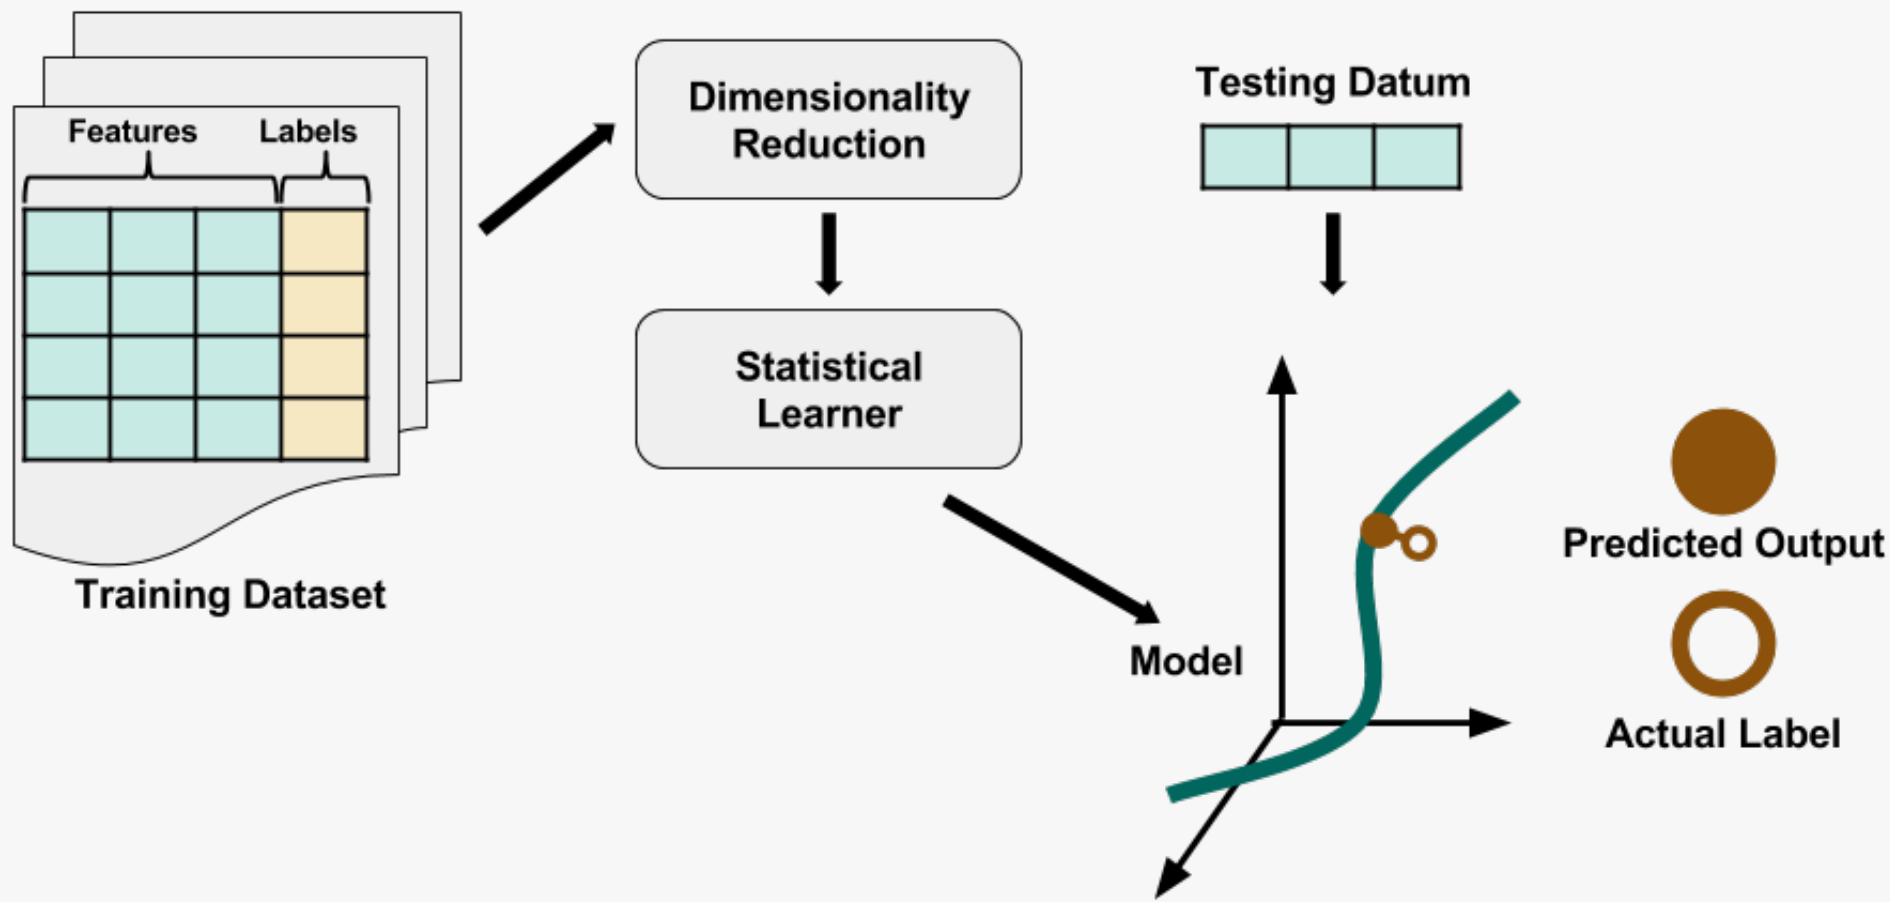 Features Labels
Training Dataset
Dimensionality
Reduction
Statistical
Learner
Testing Datum
Model
Predicted Output
Actual Label